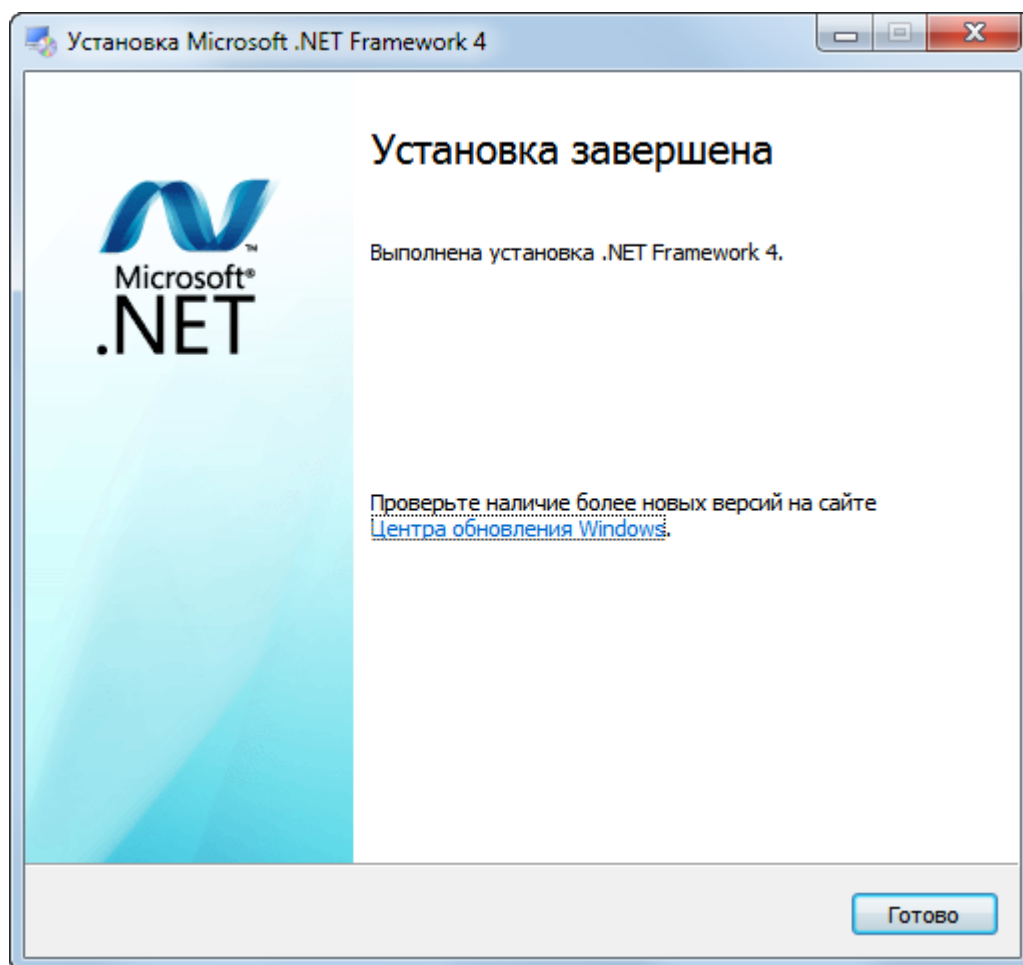 Установка Microsoft .NET Framework 4
Установка завершена
Microsoft®
.NET
™
Выполнена установка .NET Framework 4.
Проверьте наличие более новых версий на сайте
Центра обновления Windows.
Готово